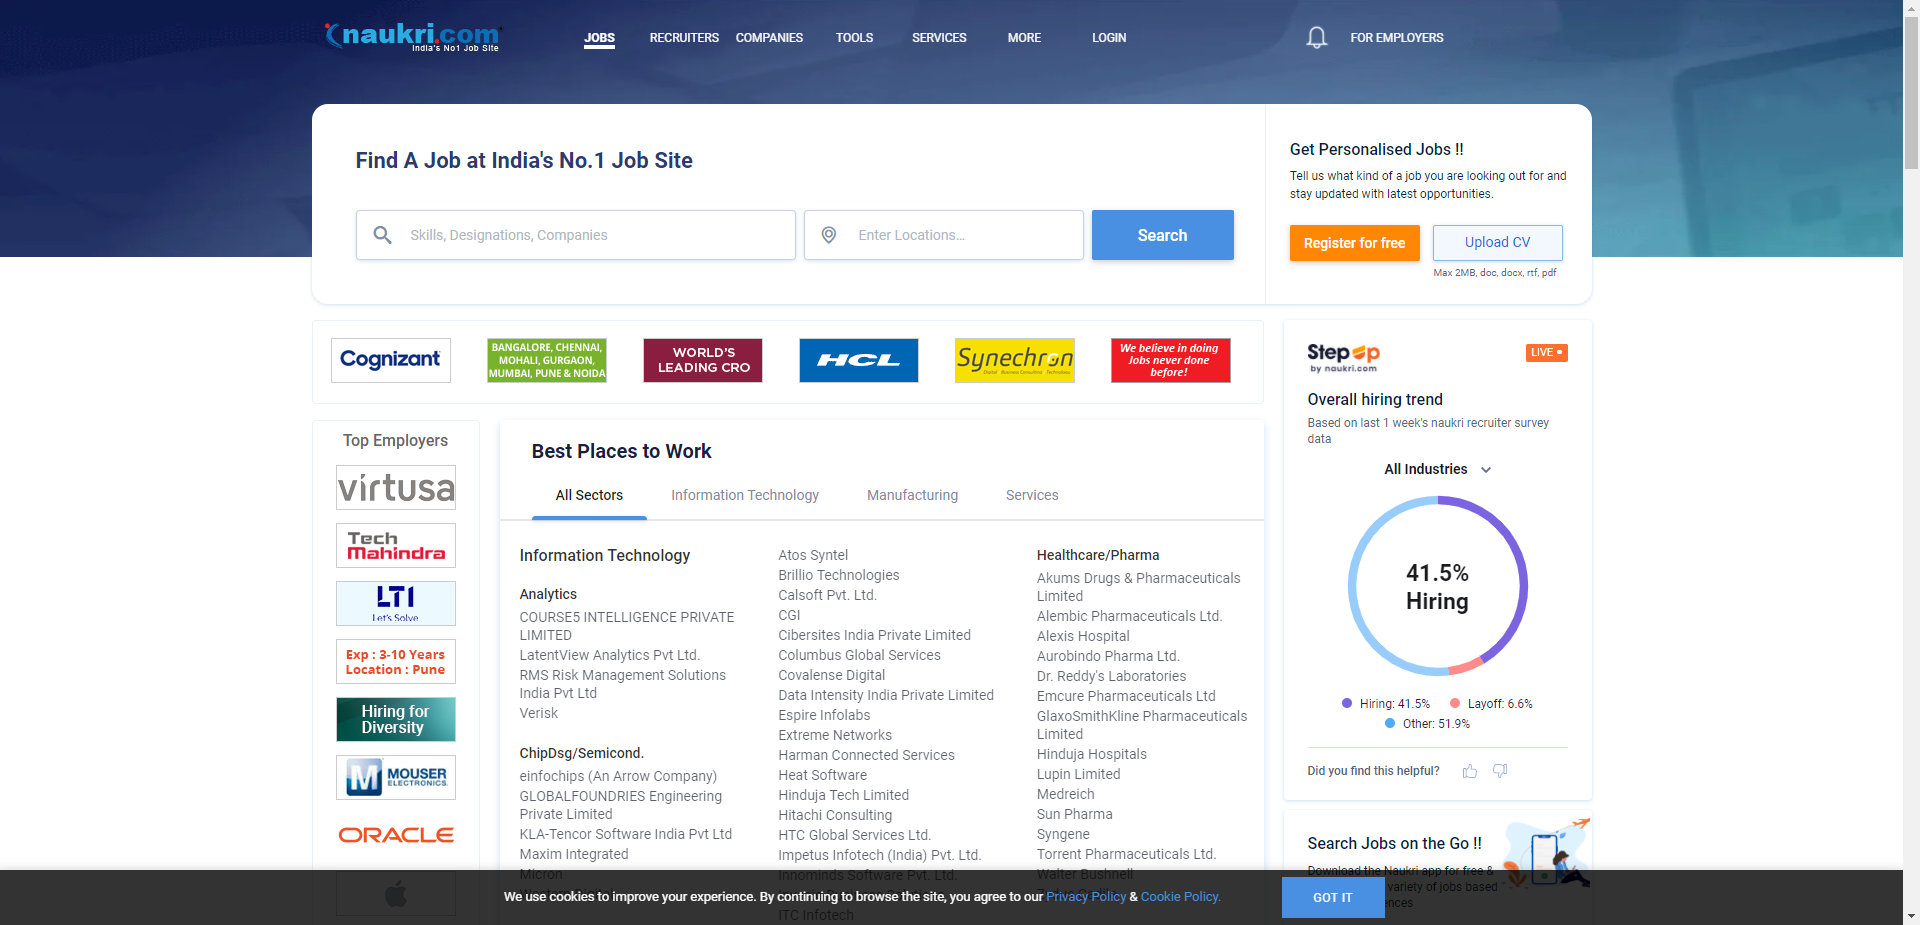 naukri.com
India's No1 Job Site
JOBS
RECRUITERS
COMPANIES
TOOLS
SERVICES
MORE
LOGIN
FOR EMPLOYERS
Find A Job at India's No.1 Job Site
Skills, Designations, Companies
Enter Locations...
Search
Get Personalised Jobs !!
Tell us what kind of a job you are looking out for and
stay updated with latest opportunities.
Register for free
Upload CV
Max 2MB, doc, docx, rtf, pdf
Cognizant
BANGALORE, CHENNAI,
MOHALI, GURGAON,
MUMBAI, PUNE & NOIDA
WORLD'S
LEADING CRO
HCL
Synechron
Digital Business Consulting Technology
We believe in doing
Jobs never done
before!
Top Employers
virtusa
Tech
Mahindra
LTI
Let's Solve
Exp : 3-10 Years
Location : Pune
Hiring for
Diversity
M MOUSER
ELECTRONICS
ORACLE
Best Places to Work
All Sectors
Information Technology
Manufacturing
Services
Information Technology
Analytics
COURSE5 INTELLIGENCE PRIVATE
LIMITED
LatentView Analytics Pvt Ltd.
RMS Risk Management Solutions
India Pvt Ltd
Verisk
ChipDsg/Semicond.
einfochips (An Arrow Company)
GLOBALFOUNDRIES Engineering
Private Limited
KLA-Tencor Software India Pvt Ltd
Maxim Integrated
Micron
Atos Syntel
Brillio Technologies
Calsoft Pvt. Ltd.
CGI
Cibersites India Private Limited
Columbus Global Services
Covalense Digital
Data Intensity India Private Limited
Espire Infolabs
Extreme Networks
Harman Connected Services
Heat Software
Hinduja Tech Limited
Hitachi Consulting
HTC Global Services Ltd.
Impetus Infotech (India) Pvt. Ltd.
Innominds Software Pvt. Ltd.
ITC Infotech
Healthcare/Pharma
Akums Drugs & Pharmaceuticals
Limited
Alembic Pharmaceuticals Ltd.
Alexis Hospital
Aurobindo Pharma Ltd.
Dr. Reddy's Laboratories
Emcure Pharmaceuticals Ltd
GlaxoSmithKline Pharmaceuticals
Limited
Hinduja Hospitals
Lupin Limited
Medreich
Sun Pharma
Syngene
Torrent Pharmaceuticals Ltd.
Walter Bushnell
Step up
by naukri.com
LIVE
Overall hiring trend
Based on last 1 week's naukri recruiter survey
data
All Industries
41.5%
Hiring
Hiring: 41.5%
Layoff: 6.6%
Other: 51.9%
Did you find this helpful?
Search Jobs on the Go !!
Download the Naukri app for free &
variety of jobs based
We use cookies to improve your experience. By continuing to browse the site, you agree to our Privacy Policy & Cookie Policy.
GOT IT